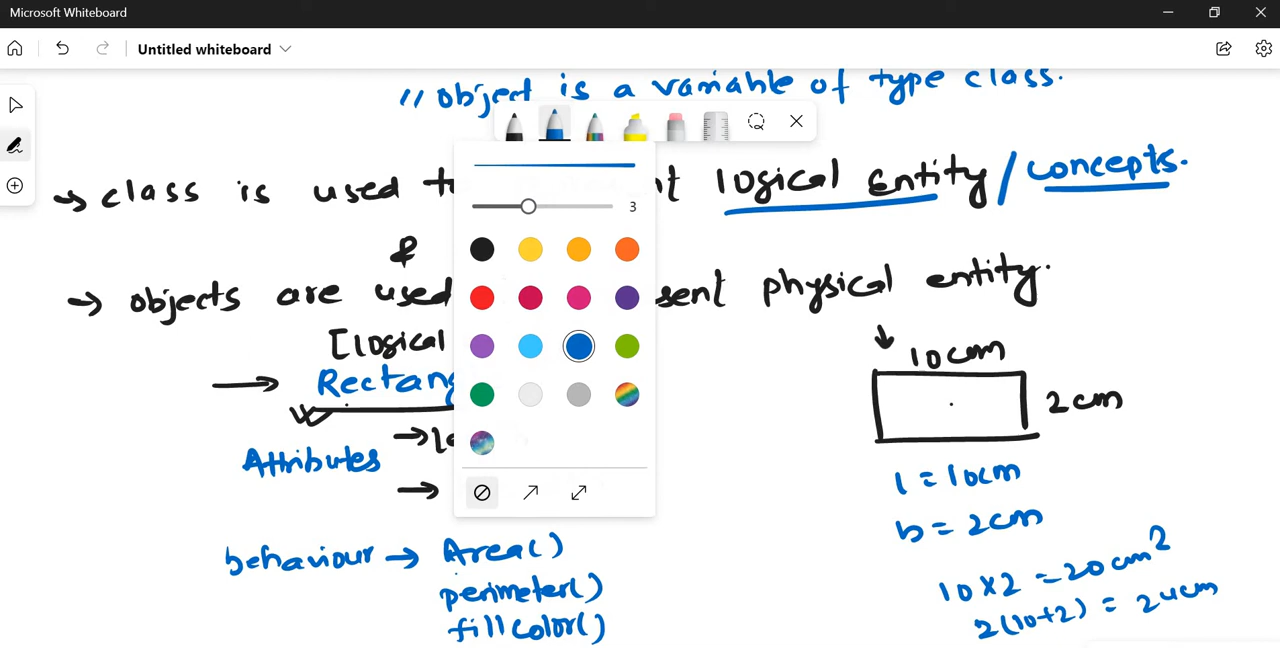 Microsoft Whiteboard
Untitled whiteboard
// object is a variable of type class.
→ class is used logical entity / concepts.
&
3
→ objects are used physical entity.
[logical
↓
10cm
→ Rectang
2cm
Attributes
→
l = 10cm
→
b = 2cm
behaviour → Area()
perimeter()
fillcolor()
10 x 2 = 20cm²
2(10+2) = 24cm